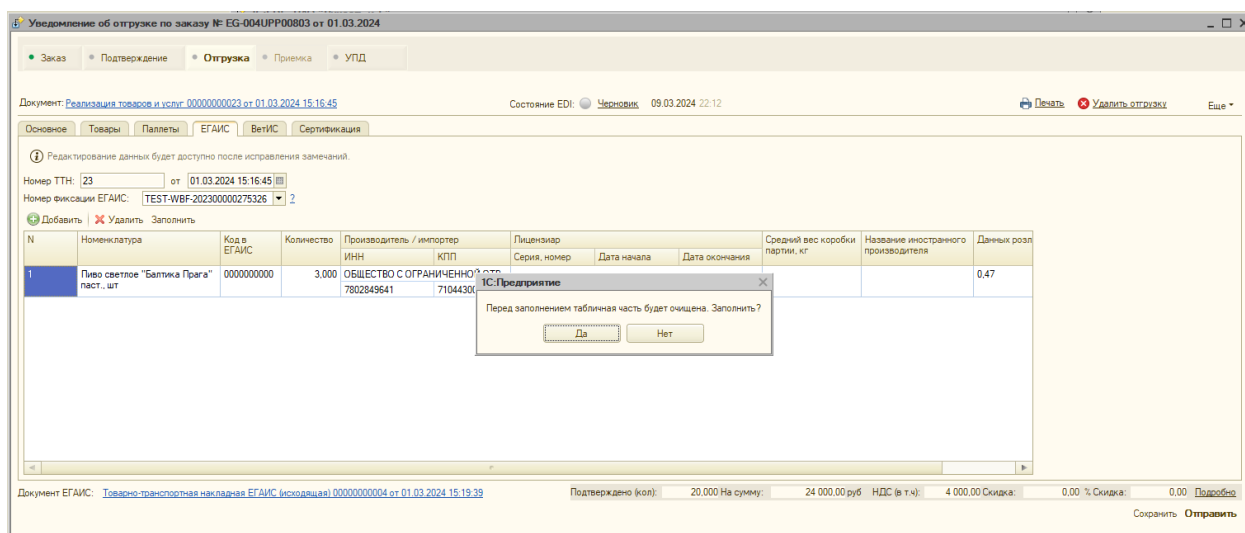 Уведомление об отгрузке по заказу № EG-004UPP00803 от 01.03.2024
Заказ Подтверждение Отгрузка Приемка УПД
Документ: Реализация товаров и услуг 00000000023 от 01.03.2024 15:16:45 Состояние EDI: Черновик 09.03.2024 22:12 Печать Удалить отгрузку Еще
Основное Товары Паллеты ЕГАИС ВетИС Сертификация
Редактирование данных будет доступно после исправления замечаний.
Номер ТТН: 23 от 01.03.2024 15:16:45
Номер фиксации ЕГАИС: TEST-WBF-202300000275326 ?
Добавить Удалить Заполнить
N Номенклатура Код в ЕГАИС Количество Производитель / импортер Лицензиар Средний вес коробки партии, кг Название иностранного производителя Данных розл
ИНН КПП Серия, номер Дата начала Дата окончания
1 Пиво светлое "Балтика Прага" 0000000000 3,000 ОБЩЕСТВО С ОГРАНИЧЕННОЙ ОТВ 0,47
паст., шт 7802849641 71044300
1С:Предприятие
Перед заполнением табличная часть будет очищена. Заполнить?
Да Нет
Документ ЕГАИС: Товарно-транспортная накладная ЕГАИС (исходящая) 00000000004 от 01.03.2024 15:19:39 Подтверждено (кол): 20,000 На сумму: 24 000,00 руб НДС (в т.ч): 4 000,00 Скидка: 0,00 % Скидка: 0,00 Подробно
Сохранить Отправить